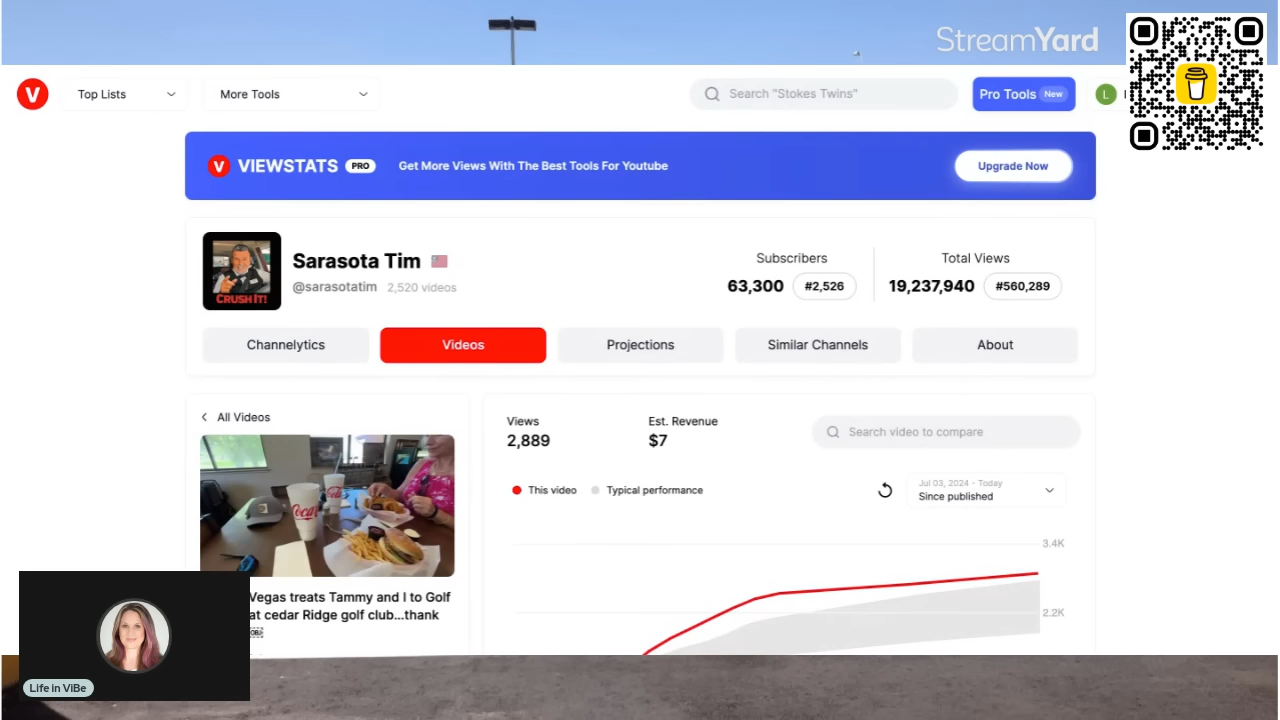 StreamYard
V
Top Lists
More Tools
Search "Stokes Twins"
Pro Tools New
L
V VIEWSTATS PRO
Get More Views With The Best Tools For Youtube
Upgrade Now
CRUSH IT!
Sarasota Tim
@sarasotatim 2,520 videos
Subscribers
63,300 #2,526
Total Views
19,237,940 #560,289
Channelytics
Videos
Projections
Similar Channels
About
All Videos
Coca
Vegas treats Tammy and I to Golf
at cedar Ridge golf club...thank
OBJ
Views
2,889
Est. Revenue
$7
Search video to compare
This video
Typical performance
Jul 03, 2024 - Today
Since published
3.4K
2.2K
Life in ViBe